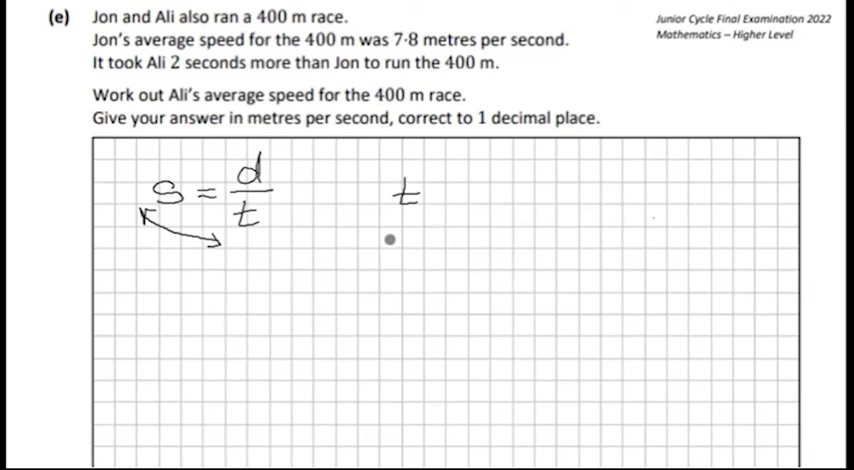 (e) Jon and Ali also ran a 400 m race.
Junior Cycle Final Examination 2022
Jon's average speed for the 400 m was 7·8 metres per second.
Mathematics – Higher Level
It took Ali 2 seconds more than Jon to run the 400 m.
Work out Ali's average speed for the 400 m race.
Give your answer in metres per second, correct to 1 decimal place.
s = d/t
t